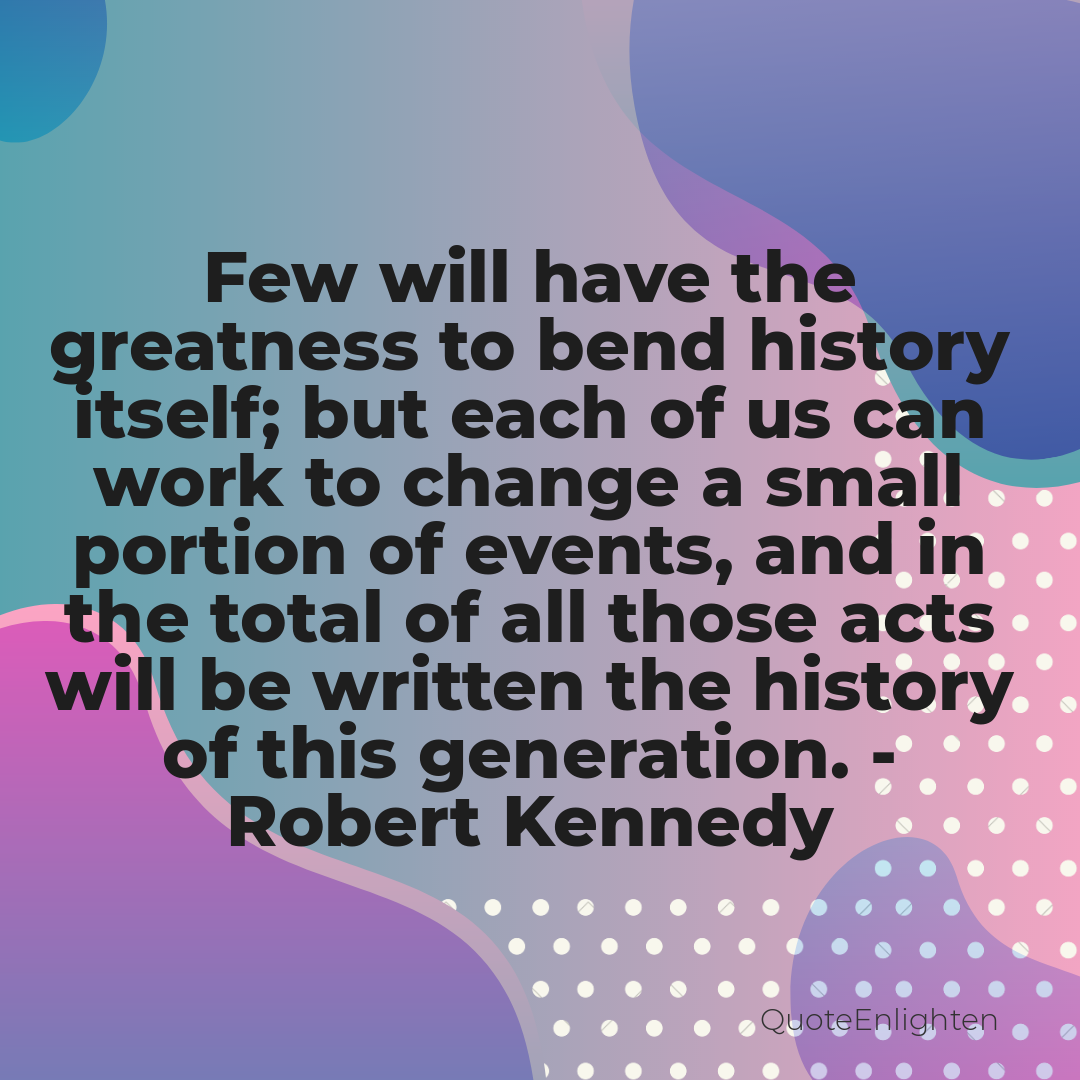 Few will have the
greatness to bend history
itself; but each of us can
work to change a small
portion of events, and in
the total of all those acts
will be written the history
of this generation. -
Robert Kennedy
QuoteEnlighten